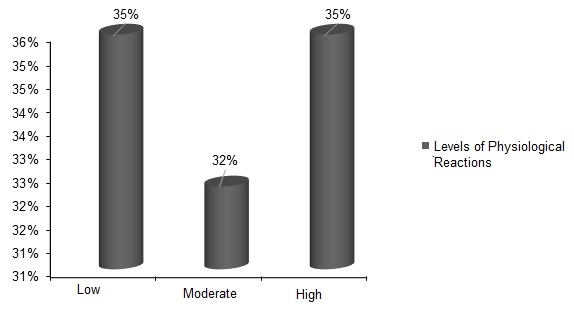 35%
35%
36%
35%
35%
34%
34%
33%
33%
32%
32%
31%
31%
32%
Levels of Physiological
Reactions
Low
Moderate
High